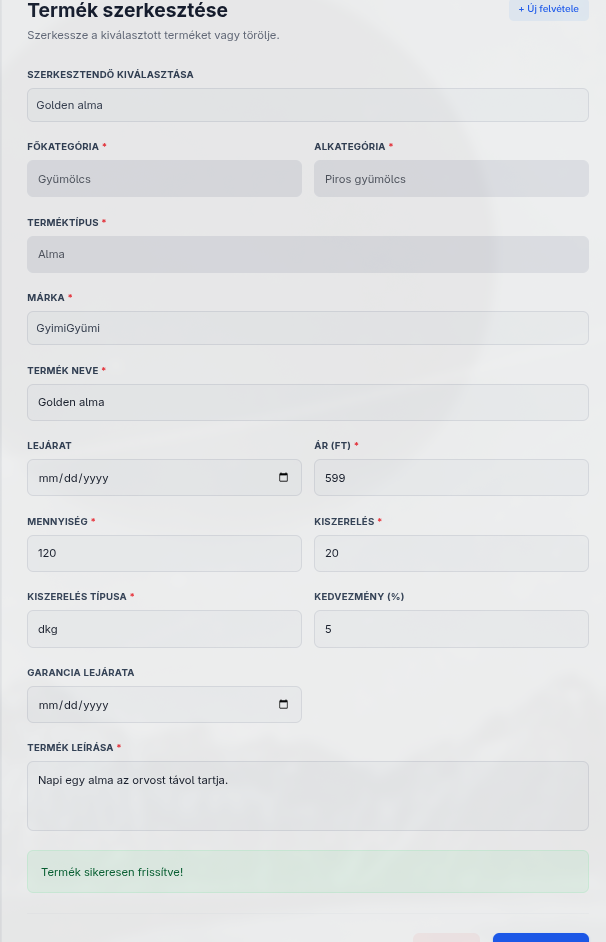 Termék szerkesztése
+ Új felvétele
Szerkessze a kiválasztott terméket vagy törölje.
SZERKESZTENDŐ KIVÁLASZTÁSA
Golden alma
FŐKATEGÓRIA * ALKATEGÓRIA *
Gyümölcs Piros gyümölcs
TERMÉKTÍPUS *
Alma
MÁRKA *
GyimiGyümi
TERMÉK NEVE *
Golden alma
LEJÁRAT ÁR (FT) *
mm/dd/yyyy 599
MENNYISÉG * KISZERELÉS *
120 20
KISZERELÉS TÍPUSA * KEDVEZMÉNY (%)
dkg 5
GARANCIA LEJÁRATA
mm/dd/yyyy
TERMÉK LEÍRÁSA *
Napi egy alma az orvost távol tartja.
Termék sikeresen frissítve!